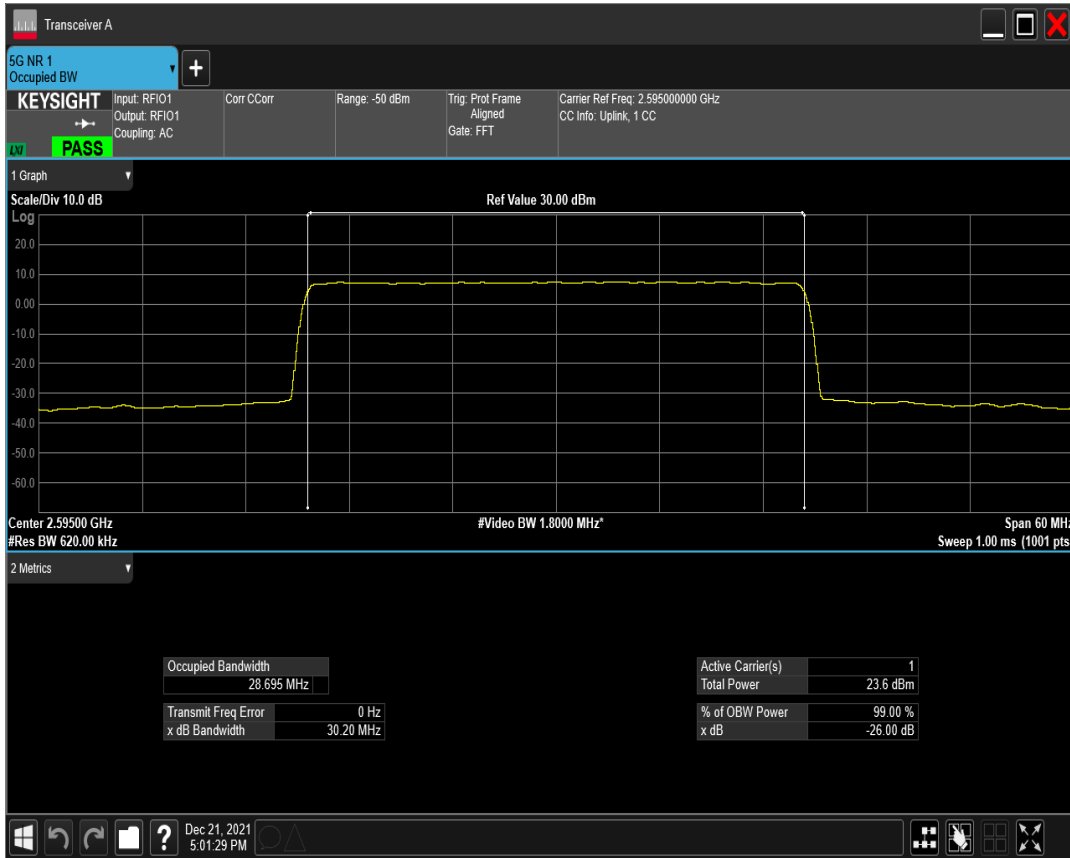 Transceiver A
5G NR 1
Occupied BW
+
KEYSIGHT
Input: RFIO1
Output: RFIO1
Coupling: AC
Corr CCorr
Range: -50 dBm
Trig: Prot Frame
Aligned
Gate: FFT
Carrier Ref Freq: 2.595000000 GHz
CC Info: Uplink, 1 CC
LXI
PASS
1 Graph
Scale/Div 10.0 dB
Ref Value 30.00 dBm
Log
20.0
10.0
0.00
-10.0
-20.0
-30.0
-40.0
-50.0
-60.0
Center 2.59500 GHz
#Video BW 1.8000 MHz*
Span 60 MHz
#Res BW 620.00 kHz
Sweep 1.00 ms (1001 pts
2 Metrics
Occupied Bandwidth
28.695 MHz
Transmit Freq Error 0 Hz
x dB Bandwidth 30.20 MHz
Active Carrier(s) 1
Total Power 23.6 dBm
% of OBW Power 99.00 %
x dB -26.00 dB
?
Dec 21, 2021
5:01:29 PM